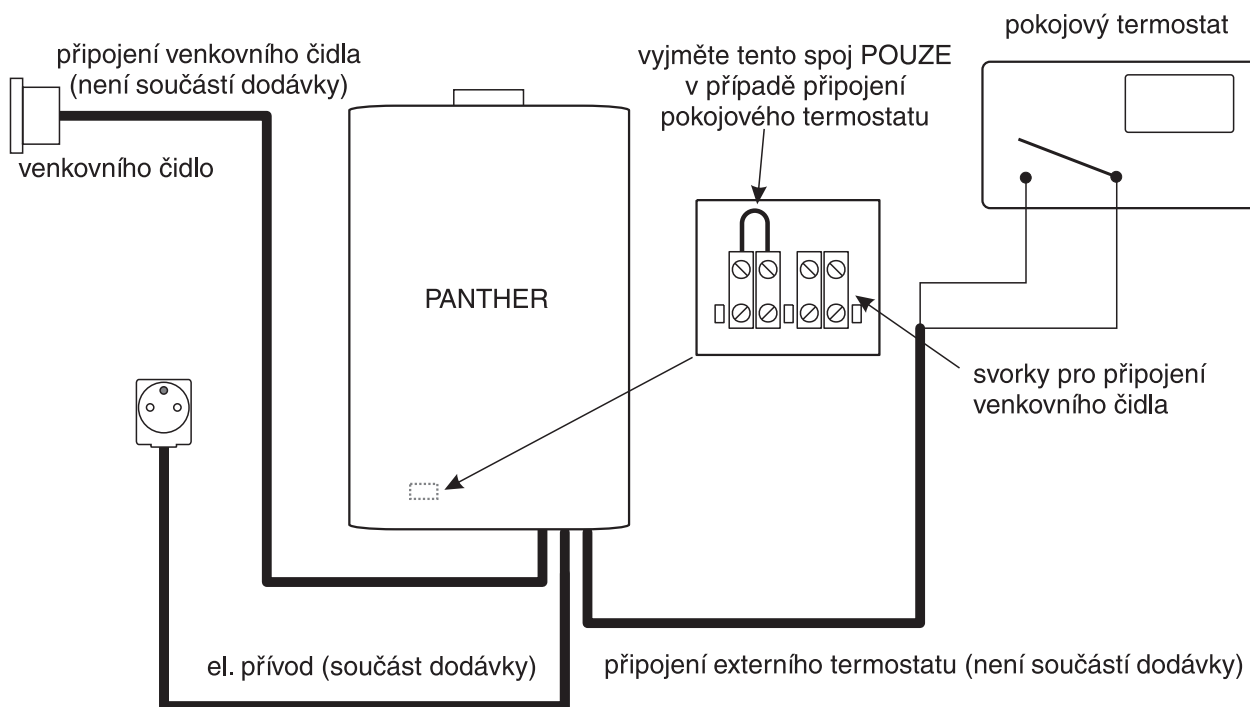 pokojový termostat
připojení venkovního čidla
(není součástí dodávky)
venkovního čidlo
vyjměte tento spoj POUZE
v případě připojení
pokojového termostatu
PANTHER
svorky pro připojení
venkovního čidla
el. přívod (součást dodávky)
připojení externího termostatu (není součástí dodávky)